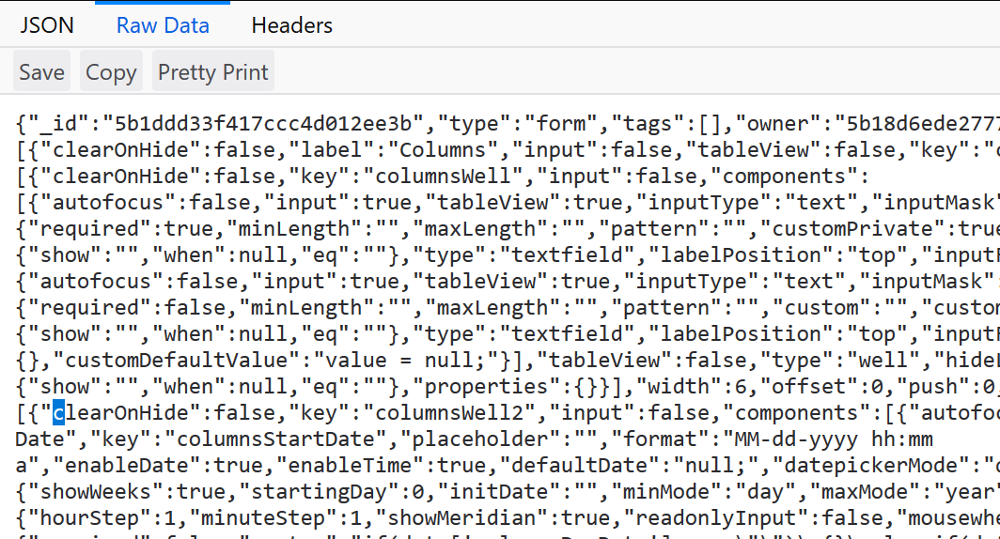 JSON Raw Data Headers
Save Copy Pretty Print
{"_id":"5b1ddd33f417ccc4d012ee3b","type":"form","tags":[],"owner":"5b18d6ede2777
[{"clearOnHide":false,"label":"Columns","input":false,"tableView":false,"key":"c
[{"clearOnHide":false,"key":"columnsWell","input":false,"components":
[{"autofocus":false,"input":true,"tableView":true,"inputType":"text","inputMask"
{"required":true,"minLength":"","maxLength":"","pattern":"","customPrivate":true
{"show":"","when":null,"eq":""},"type":"textfield","labelPosition":"top","inputF
{"autofocus":false,"input":true,"tableView":true,"inputType":"text","inputMask":
{"required":false,"minLength":"","maxLength":"","pattern":"","custom":"","custom
{"show":"","when":null,"eq":""},"type":"textfield","labelPosition":"top","inputF
{},"customDefaultValue":"value = null;"}],"tableView":false,"type":"well","hideL
{"show":"","when":null,"eq":""},"properties":{}}],"width":6,"offset":0,"push":0,
[{"clearOnHide":false,"key":"columnsWell2","input":false,"components":[{"autofoc
Date","key":"columnsStartDate","placeholder":"","format":"MM-dd-yyyy hh:mm
a","enableDate":true,"enableTime":true,"defaultDate":"null;","datepickerMode":"d
{"showWeeks":true,"startingDay":0,"initDate":"","minMode":"day","maxMode":"year"
{"hourStep":1,"minuteStep":1,"showMeridian":true,"readonlyInput":false,"mousewhe